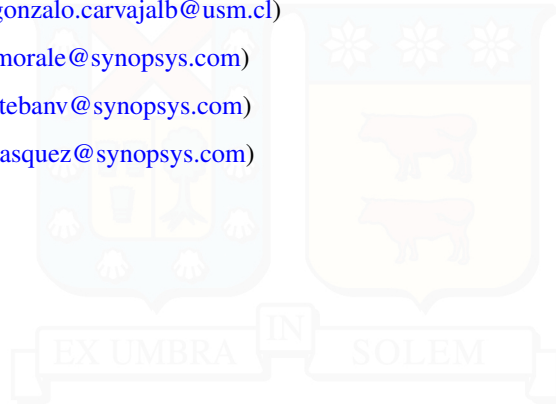 gonzalo.carvajalb@usm.cl)
morale@synopsys.com)
tebanv@synopsys.com)
asquez@synopsys.com)
EX UMBRA IN SOLEM